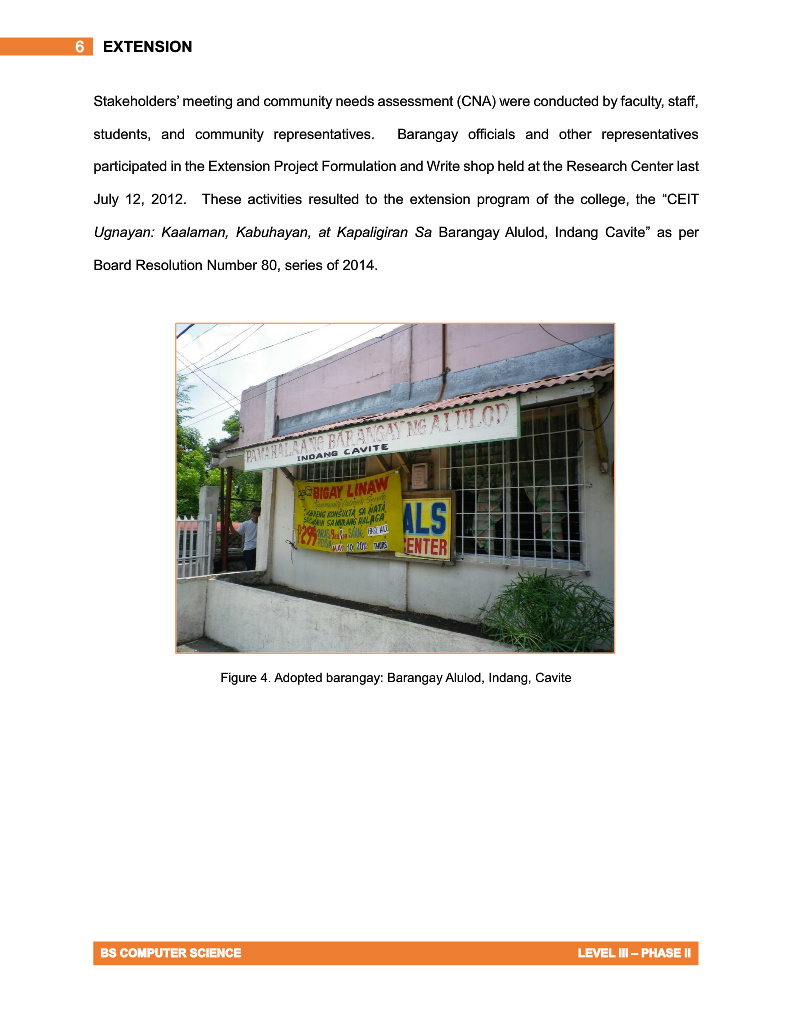 6 EXTENSION
Stakeholders’ meeting and community needs assessment (CNA) were conducted by faculty, staff,
students, and community representatives. Barangay officials and other representatives
participated in the Extension Project Formulation and Write shop held at the Research Center last
July 12, 2012. These activities resulted to the extension program of the college, the “CEIT
Ugnayan: Kaalaman, Kabuhayan, at Kapaligiran Sa Barangay Alulod, Indang Cavite” as per
Board Resolution Number 80, series of 2014.
PAMAHALAANG BARANGAY NG ALULOD
INDANG CAVITE
BIGAY LINAW
KONSULTA SA MATA
SA MURANG HALAGA
₱299
ALS
CENTER
Figure 4. Adopted barangay: Barangay Alulod, Indang, Cavite
BS COMPUTER SCIENCE LEVEL III – PHASE II